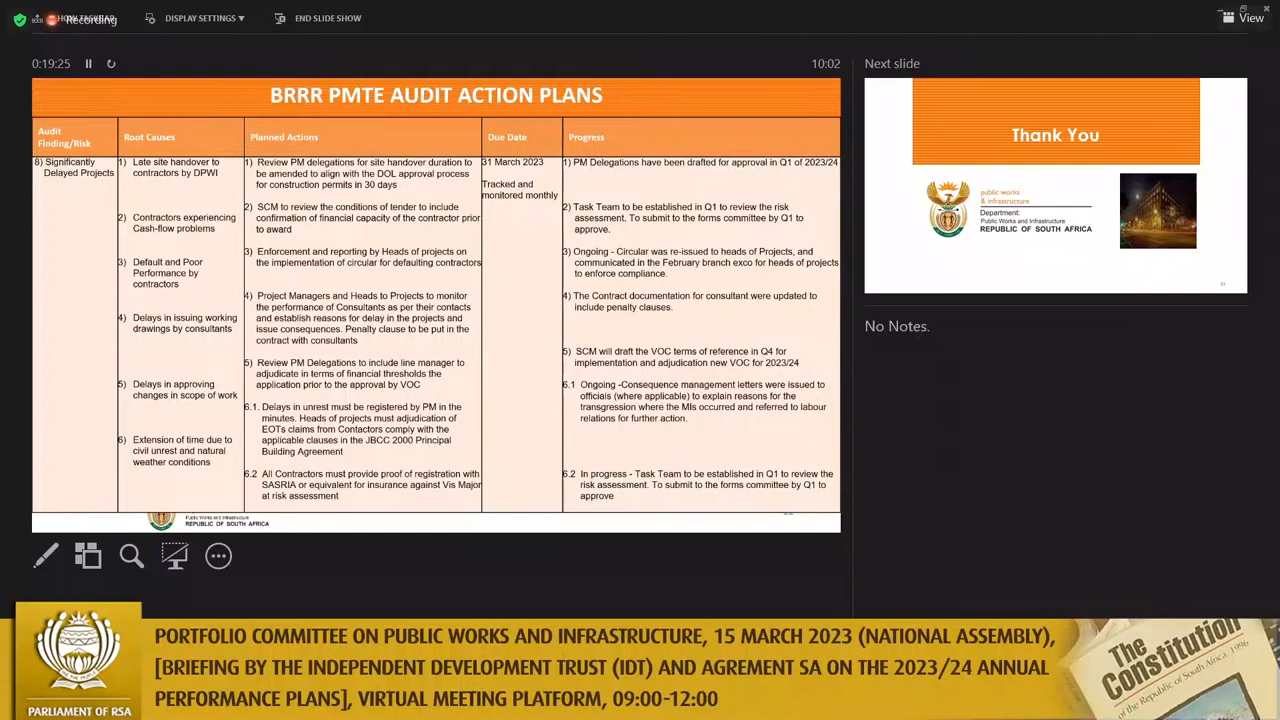 Recording
DISPLAY SETTINGS ▼
END SLIDE SHOW
View
0:19:25
10:02
Next slide
BRRR PMTE AUDIT ACTION PLANS
Audit
Finding/Risk
Root Causes
Planned Actions
Due Date
Progress
8) Significantly
Delayed Projects
1) Late site handover to
contractors by DPWI
2) Contractors experiencing
Cash-flow problems
3) Default and Poor
Performance by
contractors
4) Delays in issuing working
drawings by consultants
5) Delays in approving
changes in scope of work
6) Extension of time due to
civil unrest and natural
weather conditions
1) Review PM delegations for site handover duration to
be amended to align with the DOL approval process
for construction permits in 30 days
2) SCM to review the conditions of tender to include
confirmation of financial capacity of the contractor prior
to award
3) Enforcement and reporting by Heads of projects on
the implementation of circular for defaulting contractors
4) Project Managers and Heads to Projects to monitor
the performance of Consultants as per their contacts
and establish reasons for delay in the projects and
issue consequences. Penalty clause to be put in the
contract with consultants
5) Review PM Delegations to include line manager to
adjudicate in terms of financial thresholds the
application prior to the approval by VOC
6.1. Delays in unrest must be registered by PM in the
minutes. Heads of projects must adjudication of
EOTs claims from Contactors comply with the
applicable clauses in the JBCC 2000 Principal
Building Agreement
6.2 All Contractors must provide proof of registration with
SASRIA or equivalent for insurance against Vis Major
at risk assessment
31 March 2023
Tracked and
monitored monthly
1) PM Delegations have been drafted for approval in Q1 of 2023/24
2) Task Team to be established in Q1 to review the risk
assessment. To submit to the forms committee by Q1 to
approve.
3) Ongoing - Circular was re-issued to heads of Projects, and
communicated in the February branch exco for heads of projects
to enforce compliance.
4) The Contract documentation for consultant were updated to
include penalty clauses.
5) SCM will draft the VOC terms of reference in Q4 for
implementation and adjudication new VOC for 2023/24
6.1 Ongoing -Consequence management letters were issued to
officials (where applicable) to explain reasons for the
transgression where the MIs occurred and referred to labour
relations for further action.
6.2 In progress - Task Team to be established in Q1 to review the
risk assessment. To submit to the forms committee by Q1 to
approve
Public Works and Infrastructure
REPUBLIC OF SOUTH AFRICA
Thank You
public works
& infrastructure
Department:
Public Works and Infrastructure
REPUBLIC OF SOUTH AFRICA
No Notes.
PARLIAMENT OF RSA
PORTFOLIO COMMITTEE ON PUBLIC WORKS AND INFRASTRUCTURE, 15 MARCH 2023 (NATIONAL ASSEMBLY),
[BRIEFING BY THE INDEPENDENT DEVELOPMENT TRUST (IDT) AND AGREMENT SA ON THE 2023/24 ANNUAL
PERFORMANCE PLANS], VIRTUAL MEETING PLATFORM, 09:00-12:00
The
Constitution
of the Republic of South Africa, 1996